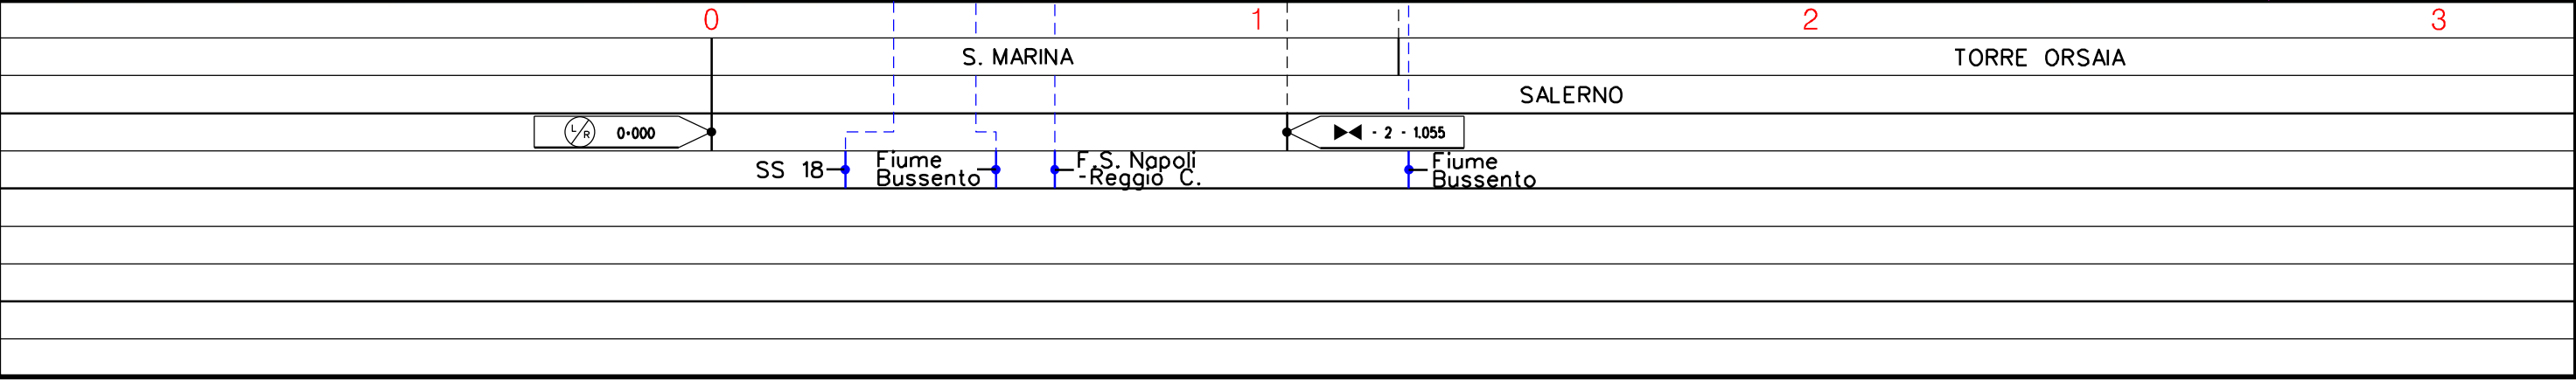 0 1 2 3
S. MARINA TORRE ORSAIA
SALERNO
L/R 0+000
- 2 - 1.055
SS 18
Fiume
Bussento
F.S. Napoli
-Reggio C.
Fiume
Bussento